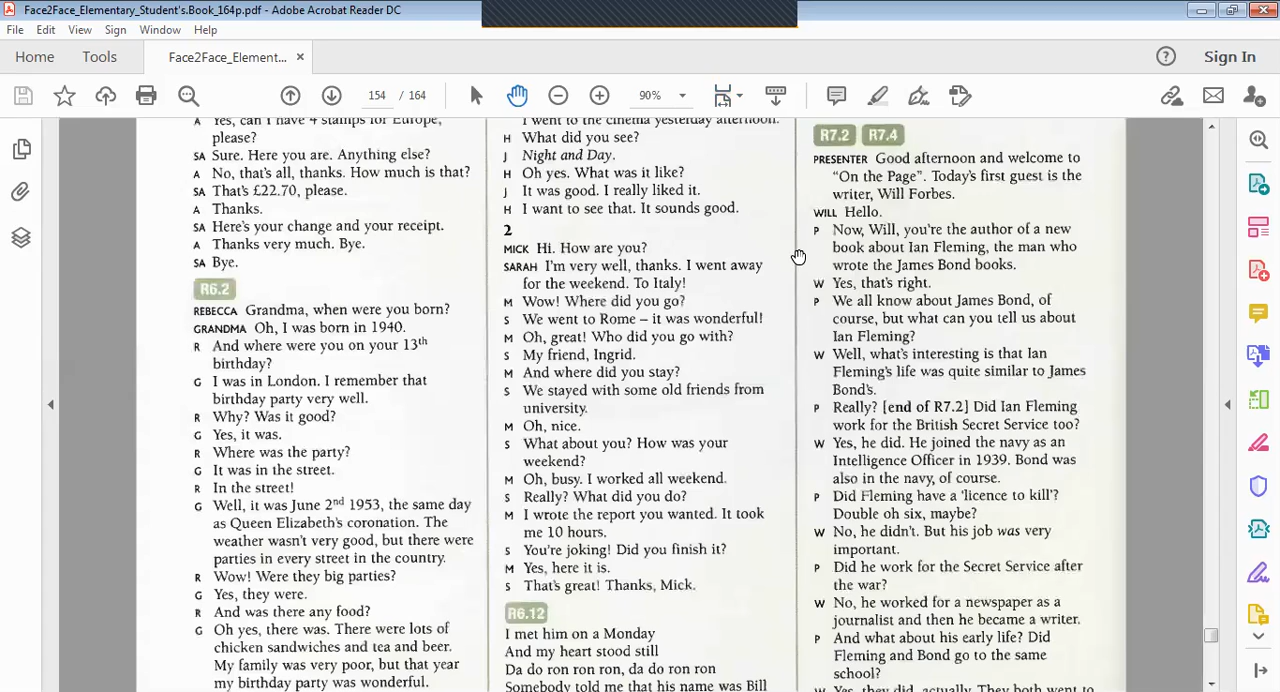 Face2Face_Elementary_Student's.Book_164p.pdf - Adobe Acrobat Reader DC
File Edit View Sign Window Help
Home Tools Face2Face_Element... × Sign In
154 / 164 90%
A Yes, can I have 4 stamps for Europe,
please?
SA Sure. Here you are. Anything else?
A No, that's all, thanks. How much is that?
SA That's £22.70, please.
A Thanks.
SA Here's your change and your receipt.
A Thanks very much. Bye.
SA Bye.
R6.2
REBECCA Grandma, when were you born?
GRANDMA Oh, I was born in 1940.
R And where were you on your 13th
birthday?
G I was in London. I remember that
birthday party very well.
R Why? Was it good?
G Yes, it was.
R Where was the party?
G It was in the street.
R In the street!
G Well, it was June 2nd 1953, the same day
as Queen Elizabeth's coronation. The
weather wasn't very good, but there were
parties in every street in the country.
R Wow! Were they big parties?
G Yes, they were.
R And was there any food?
G Oh yes, there was. There were lots of
chicken sandwiches and tea and beer.
My family was very poor, but that year
my birthday party was wonderful.
I went to the cinema yesterday afternoon.
H What did you see?
J Night and Day.
H Oh yes. What was it like?
J It was good. I really liked it.
H I want to see that. It sounds good.
2
MICK Hi. How are you?
SARAH I'm very well, thanks. I went away
for the weekend. To Italy!
M Wow! Where did you go?
S We went to Rome – it was wonderful!
M Oh, great! Who did you go with?
S My friend, Ingrid.
M And where did you stay?
S We stayed with some old friends from
university.
M Oh, nice.
S What about you? How was your
weekend?
M Oh, busy. I worked all weekend.
S Really? What did you do?
M I wrote the report you wanted. It took
me 10 hours.
S You're joking! Did you finish it?
M Yes, here it is.
S That's great! Thanks, Mick.
R6.12
I met him on a Monday
And my heart stood still
Da do ron ron ron, da do ron ron
Somebody told me that his name was Bill
R7.2 R7.4
PRESENTER Good afternoon and welcome to
"On the Page". Today's first guest is the
writer, Will Forbes.
WILL Hello.
P Now, Will, you're the author of a new
book about Ian Fleming, the man who
wrote the James Bond books.
W Yes, that's right.
P We all know about James Bond, of
course, but what can you tell us about
Ian Fleming?
W Well, what's interesting is that Ian
Fleming's life was quite similar to James
Bond's.
P Really? [end of R7.2] Did Ian Fleming
work for the British Secret Service too?
W Yes, he did. He joined the navy as an
Intelligence Officer in 1939. Bond was
also in the navy, of course.
P Did Fleming have a 'licence to kill'?
Double oh six, maybe?
W No, he didn't. But his job was very
important.
P Did he work for the Secret Service after
the war?
W No, he worked for a newspaper as a
journalist and then he became a writer.
P And what about his early life? Did
Fleming and Bond go to the same
school?
W Yes, they did, actually. They both went to